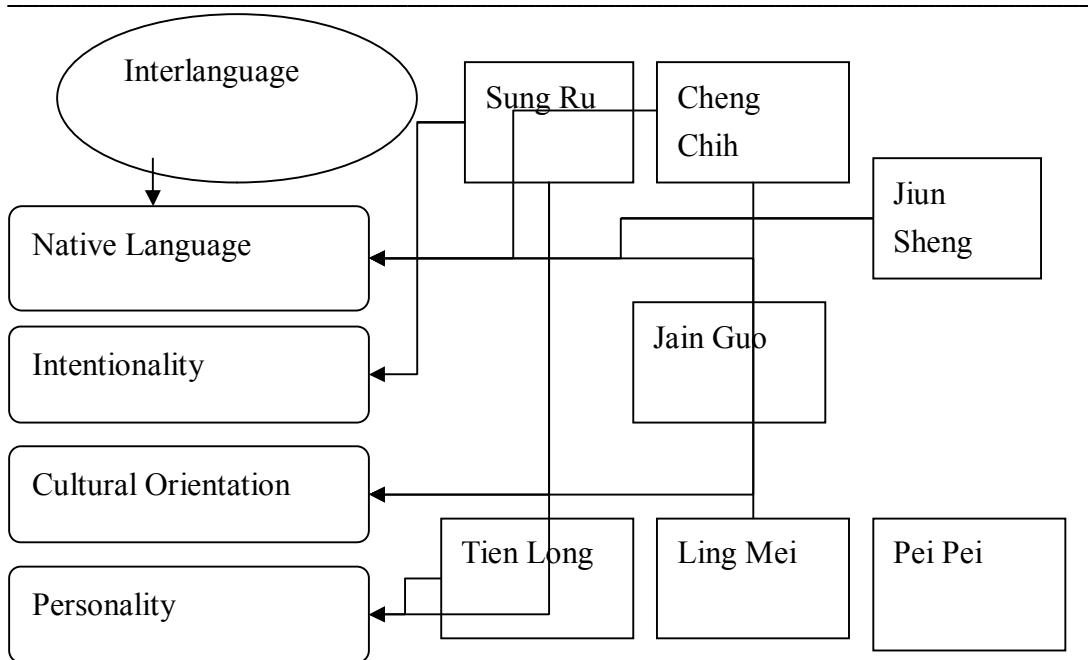 Interlanguage
Sung Ru
Cheng
Chih
Jiun
Sheng
Native Language
Jain Guo
Intentionality
Cultural Orientation
Tien Long
Ling Mei
Pei Pei
Personality